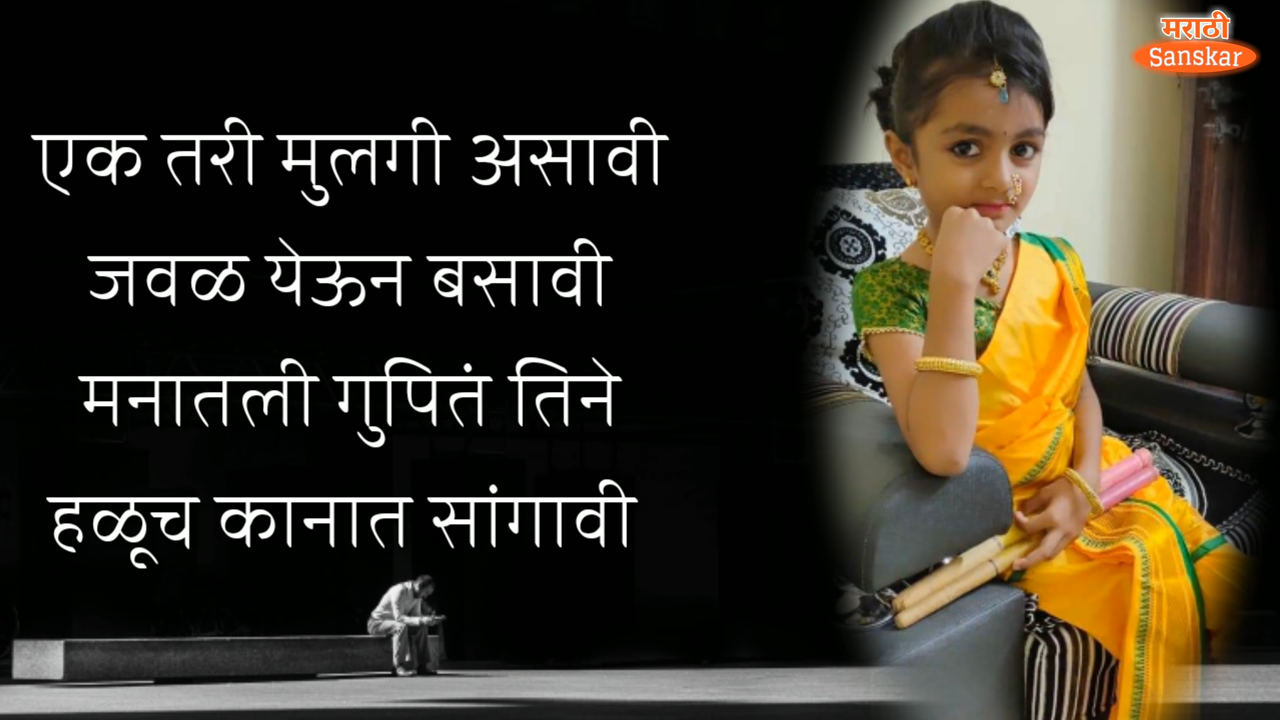 मराठी
Sanskar
एक तरी मुलगी असावी
जवळ येऊन बसावी
मनातली गुपितं तिने
हळूच कानात सांगावी